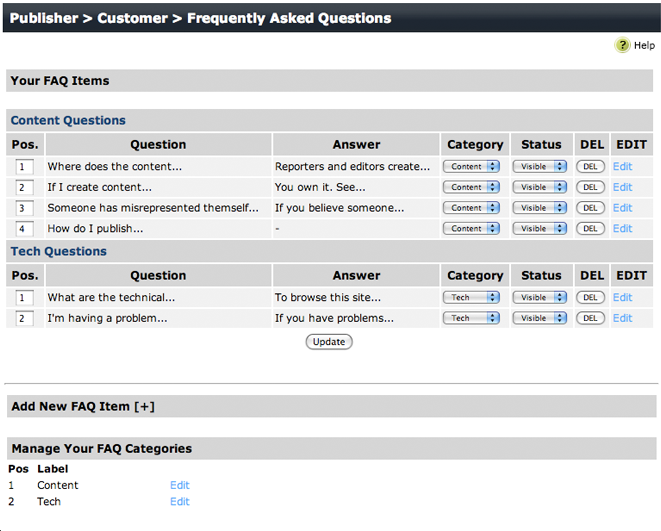 Publisher > Customer > Frequently Asked Questions
? Help
Your FAQ Items
Content Questions
Pos. Question Answer Category Status DEL EDIT
1 Where does the content... Reporters and editors create... Content Visible DEL Edit
2 If I create content... You own it. See... Content Visible DEL Edit
3 Someone has misrepresented themself... If you believe someone... Content Visible DEL Edit
4 How do I publish... - Content Visible DEL Edit
Tech Questions
Pos. Question Answer Category Status DEL EDIT
1 What are the technical... To browse this site... Tech Visible DEL Edit
2 I'm having a problem... If you have problems... Tech Visible DEL Edit
Update
Add New FAQ Item [+]
Manage Your FAQ Categories
Pos Label
1 Content Edit
2 Tech Edit